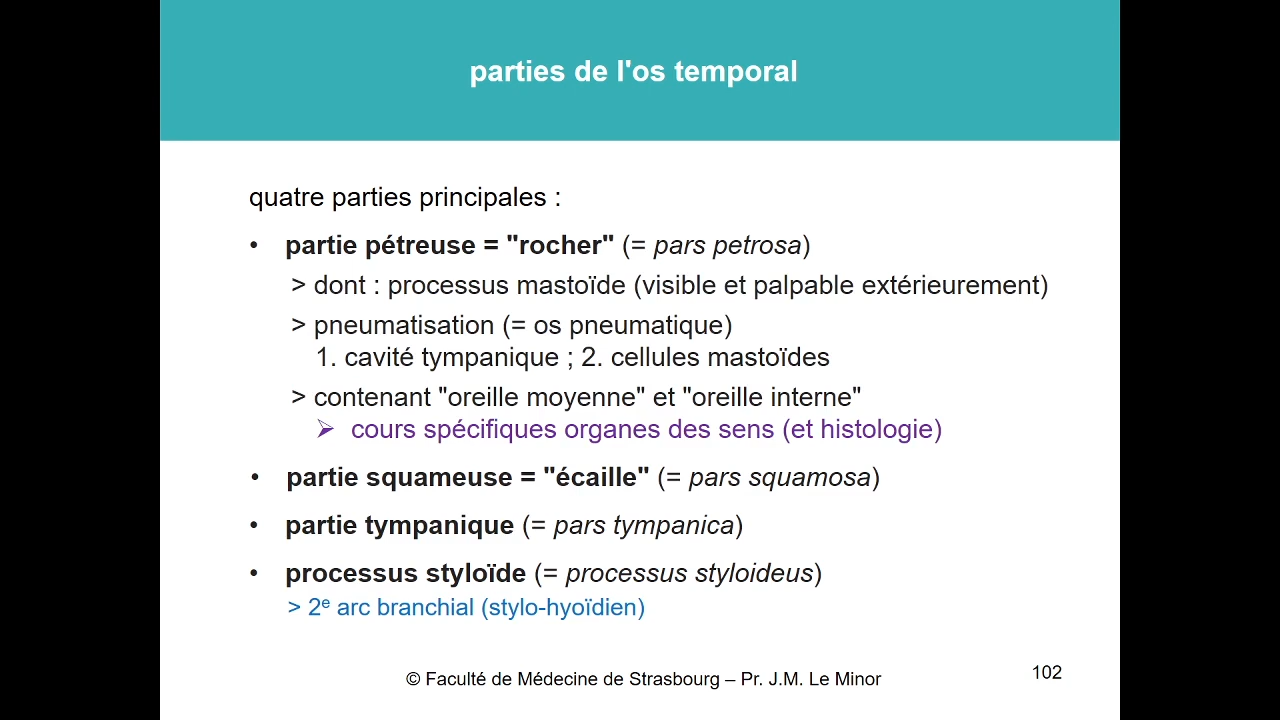 parties de l'os temporal
quatre parties principales :
• partie pétreuse = "rocher" (= pars petrosa)
> dont : processus mastoïde (visible et palpable extérieurement)
> pneumatisation (= os pneumatique)
1. cavité tympanique ; 2. cellules mastoïdes
> contenant "oreille moyenne" et "oreille interne"
➢ cours spécifiques organes des sens (et histologie)
• partie squameuse = "écaille" (= pars squamosa)
• partie tympanique (= pars tympanica)
• processus styloïde (= processus styloideus)
> 2e arc branchial (stylo-hyoïdien)
© Faculté de Médecine de Strasbourg – Pr. J.M. Le Minor
102